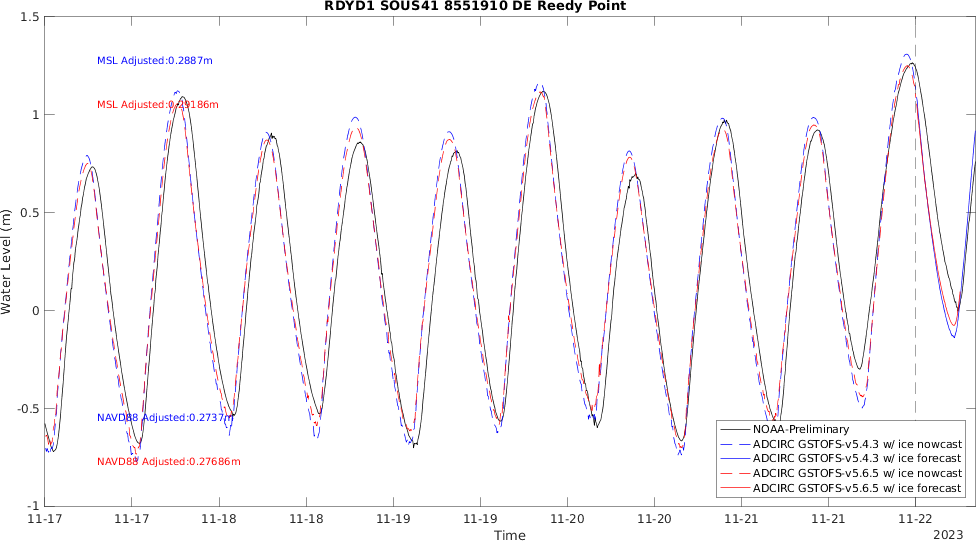 RDYD1 SOUS41 8551910 DE Reedy Point
1.5
1
0.5
0
-0.5
-1
Water Level (m)
MSL Adjusted:0.2887m
MSL Adjusted:0.29186m
NAVD88 Adjusted:0.2737m
NAVD88 Adjusted:0.27686m
NOAA-Preliminary
ADCIRC GSTOFS-v5.4.3 w/ ice nowcast
ADCIRC GSTOFS-v5.4.3 w/ ice forecast
ADCIRC GSTOFS-v5.6.5 w/ ice nowcast
ADCIRC GSTOFS-v5.6.5 w/ ice forecast
11-17 11-17 11-18 11-18 11-19 11-19 11-20 11-20 11-21 11-21 11-22
Time
2023